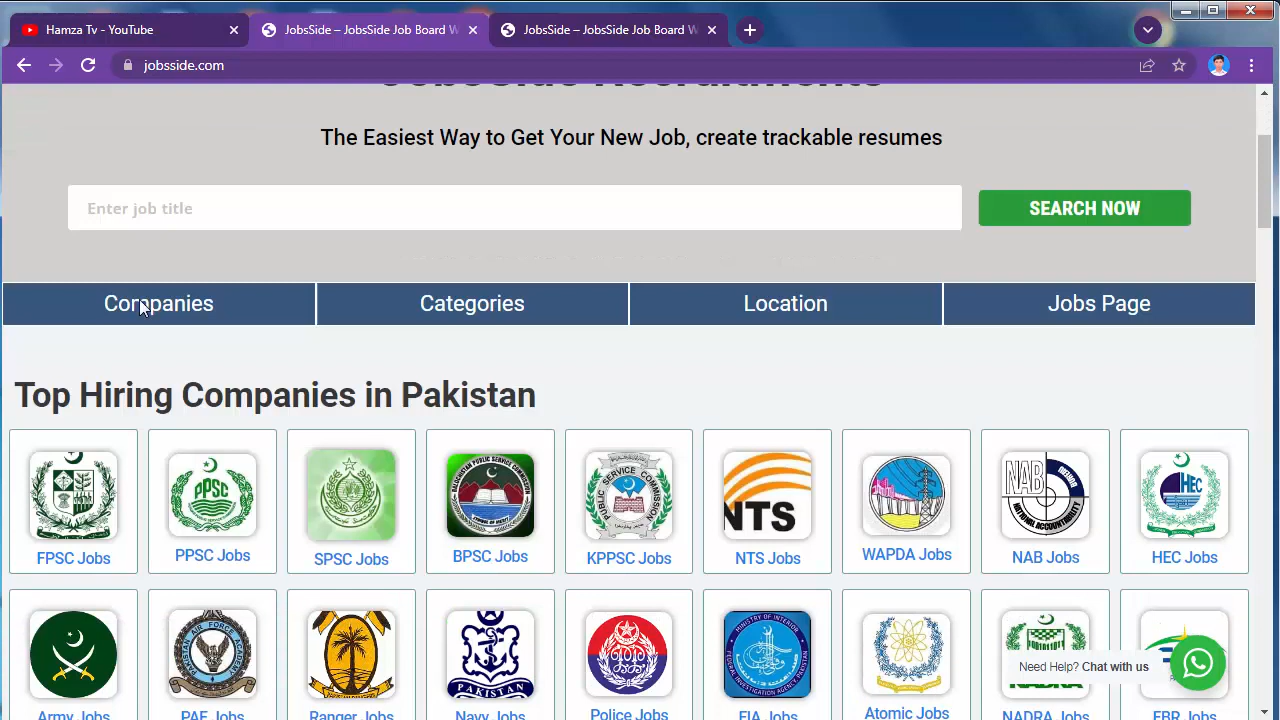 Hamza Tv - YouTube
JobsSide – JobsSide Job Board W
JobsSide – JobsSide Job Board W
jobsside.com
JobsSide Recruitments
The Easiest Way to Get Your New Job, create trackable resumes
Enter job title
SEARCH NOW
Companies
Categories
Location
Jobs Page
Top Hiring Companies in Pakistan
PPSC
NTS
NAB
HEC
FPSC Jobs
PPSC Jobs
SPSC Jobs
BPSC Jobs
KPPSC Jobs
NTS Jobs
WAPDA Jobs
NAB Jobs
HEC Jobs
PAKISTAN
Need Help? Chat with us
Army Jobs
PAF Jobs
Ranger Jobs
Navy Jobs
Police Jobs
FIA Jobs
Atomic Jobs
NADRA Jobs
FBR Jobs